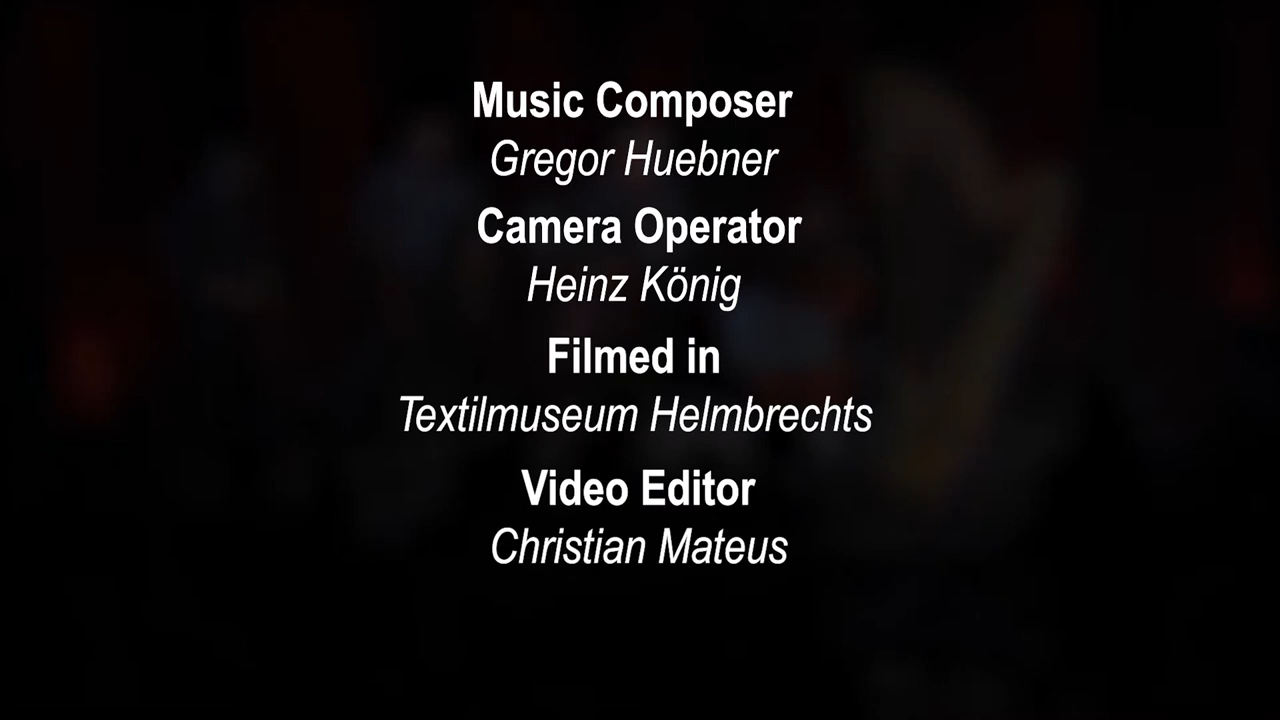 Music Composer
Gregor Huebner
Camera Operator
Heinz König
Filmed in
Textilmuseum Helmbrechts
Video Editor
Christian Mateus